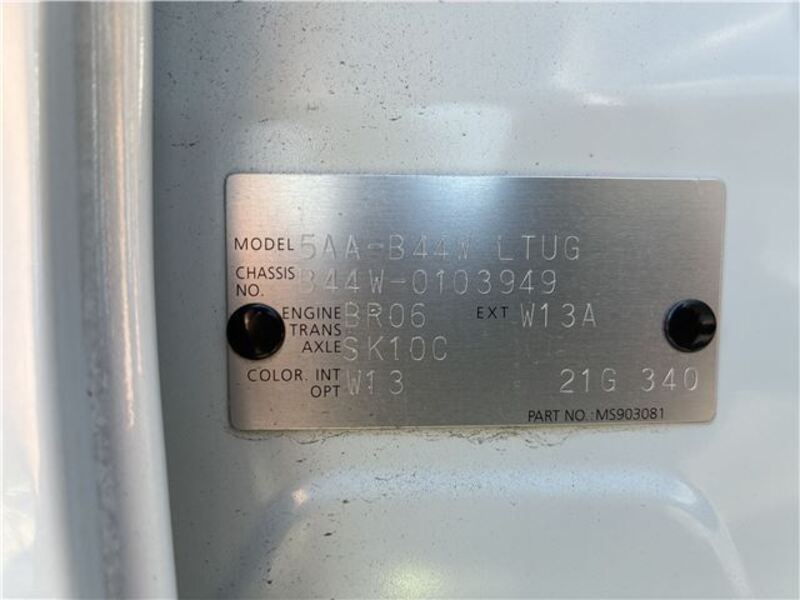 MODEL 5AA-B44W LTUG
CHASSIS NO. B44W-0103949
ENGINE BR06 EXT W13A
TRANS AXLE SK10C
COLOR. INT W13 21G 340
OPT
PART NO.:MS903081